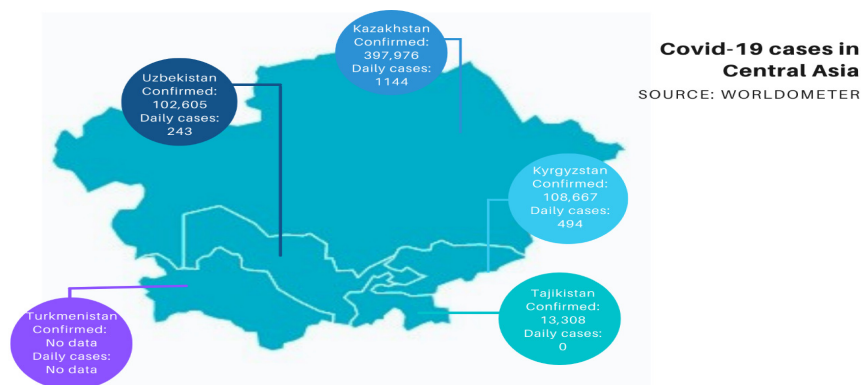 Kazakhstan
Confirmed:
397,976
Daily cases:
1144
Covid-19 cases in
Central Asia
SOURCE: WORLDOMETER
Uzbekistan
Confirmed:
102,605
Daily cases:
243
Kyrgyzstan
Confirmed:
108,667
Daily cases:
494
Turkmenistan
Confirmed:
No data
Daily cases:
No data
Tajikistan
Confirmed:
13,308
Daily cases:
0